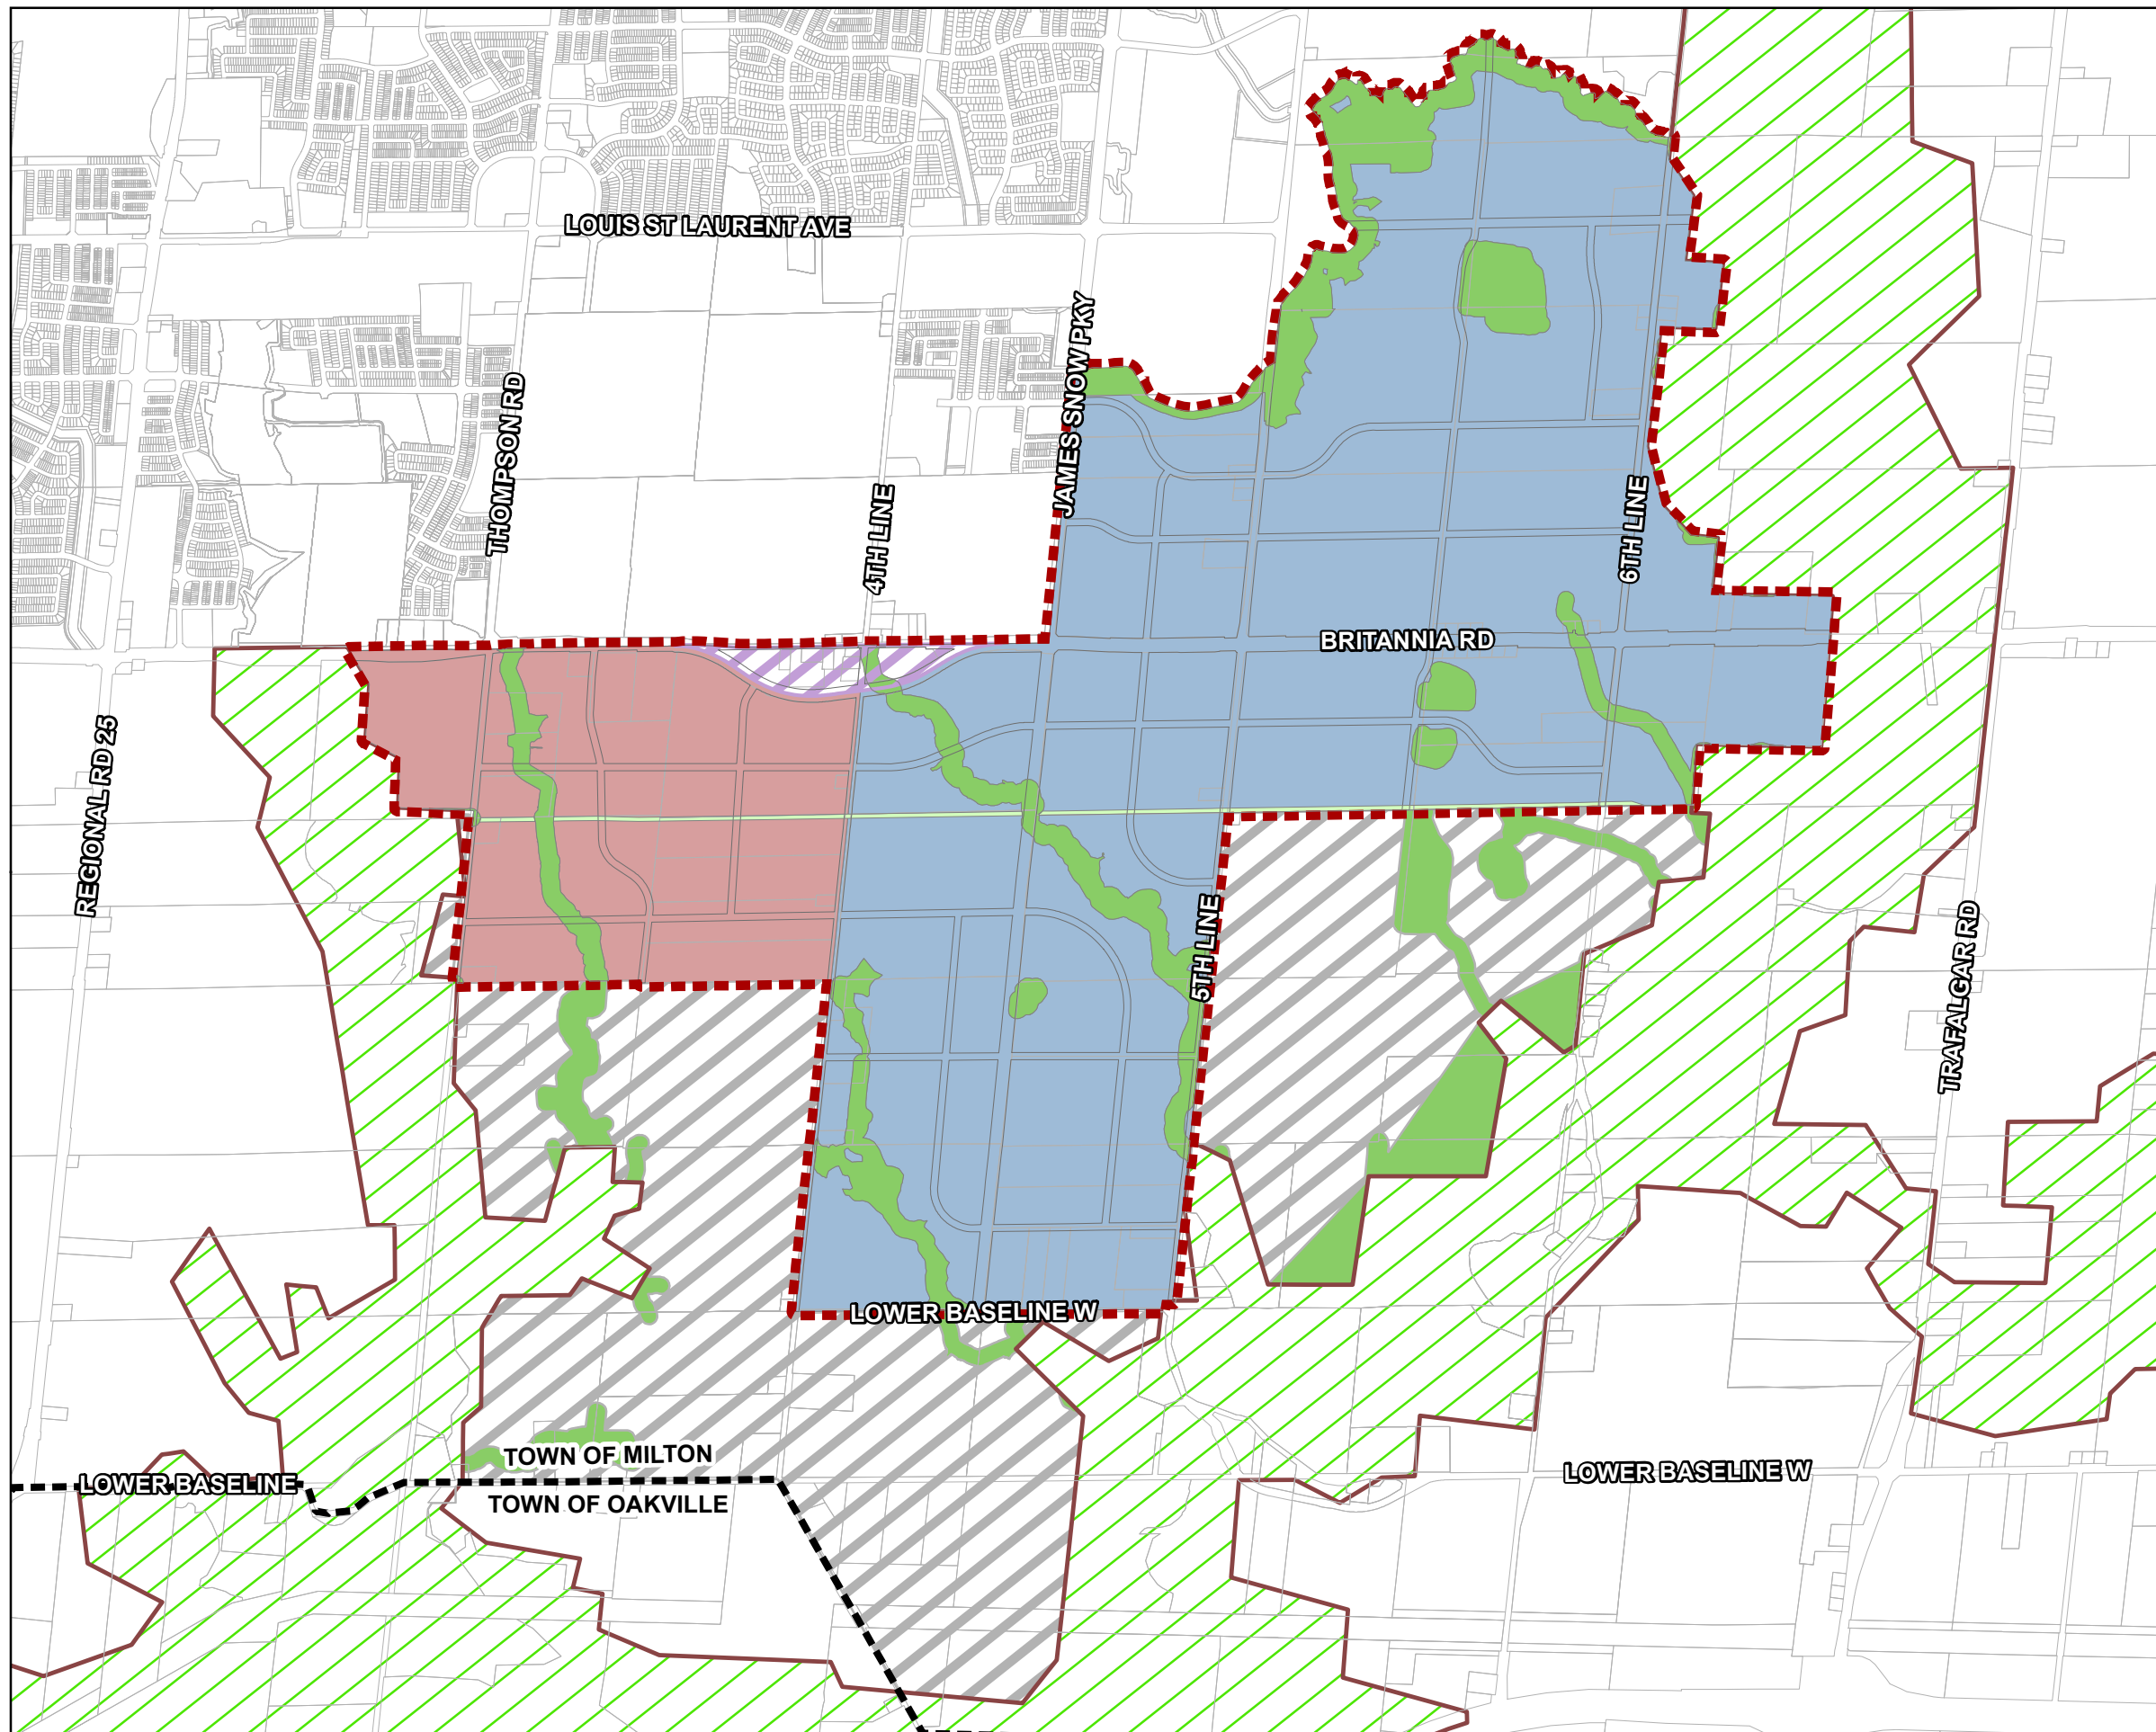 LOUIS ST LAURENT AVE
JAMES SNOW PKY
THOMPSON RD
4TH LINE
6TH LINE
BRITANNIA RD
REGIONAL RD 25
5TH LINE
TRAFALGAR RD
LOWER BASELINE W
TOWN OF MILTON
LOWER BASELINE W
LOWER BASELINE
TOWN OF OAKVILLE